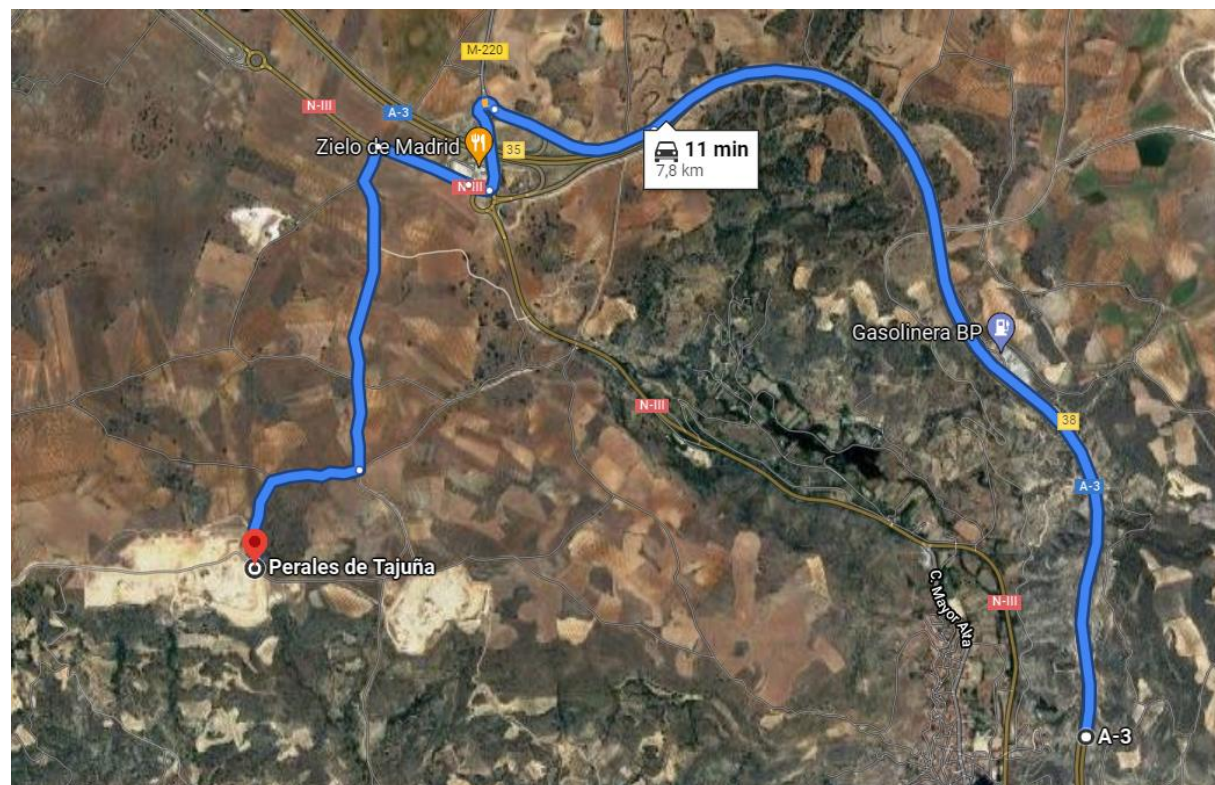 M-220
N-III
A-3
Zielo de Madrid
35
11 min
7,8 km
N-III
Gasolinera BP
N-III
38
A-3
Perales de Tajuña
C. Mayor Alta
N-III
A-3